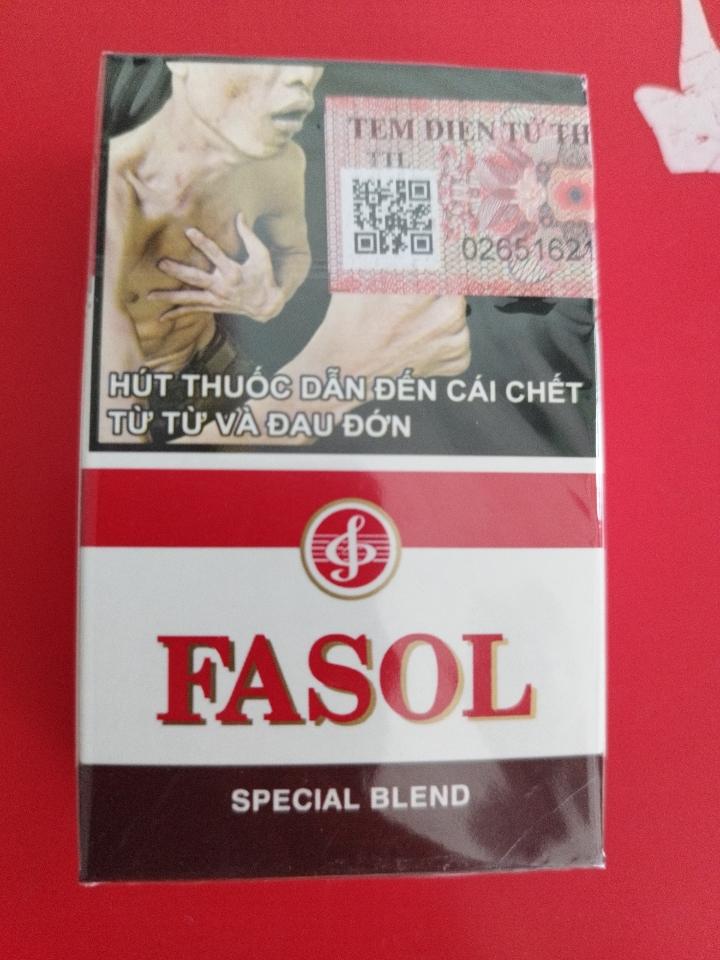 TEM ĐIỆN TỬ TH
TTL
02651621
HÚT THUỐC DẪN ĐẾN CÁI CHẾT
TỪ TỪ VÀ ĐAU ĐỚN
FASOL
SPECIAL BLEND